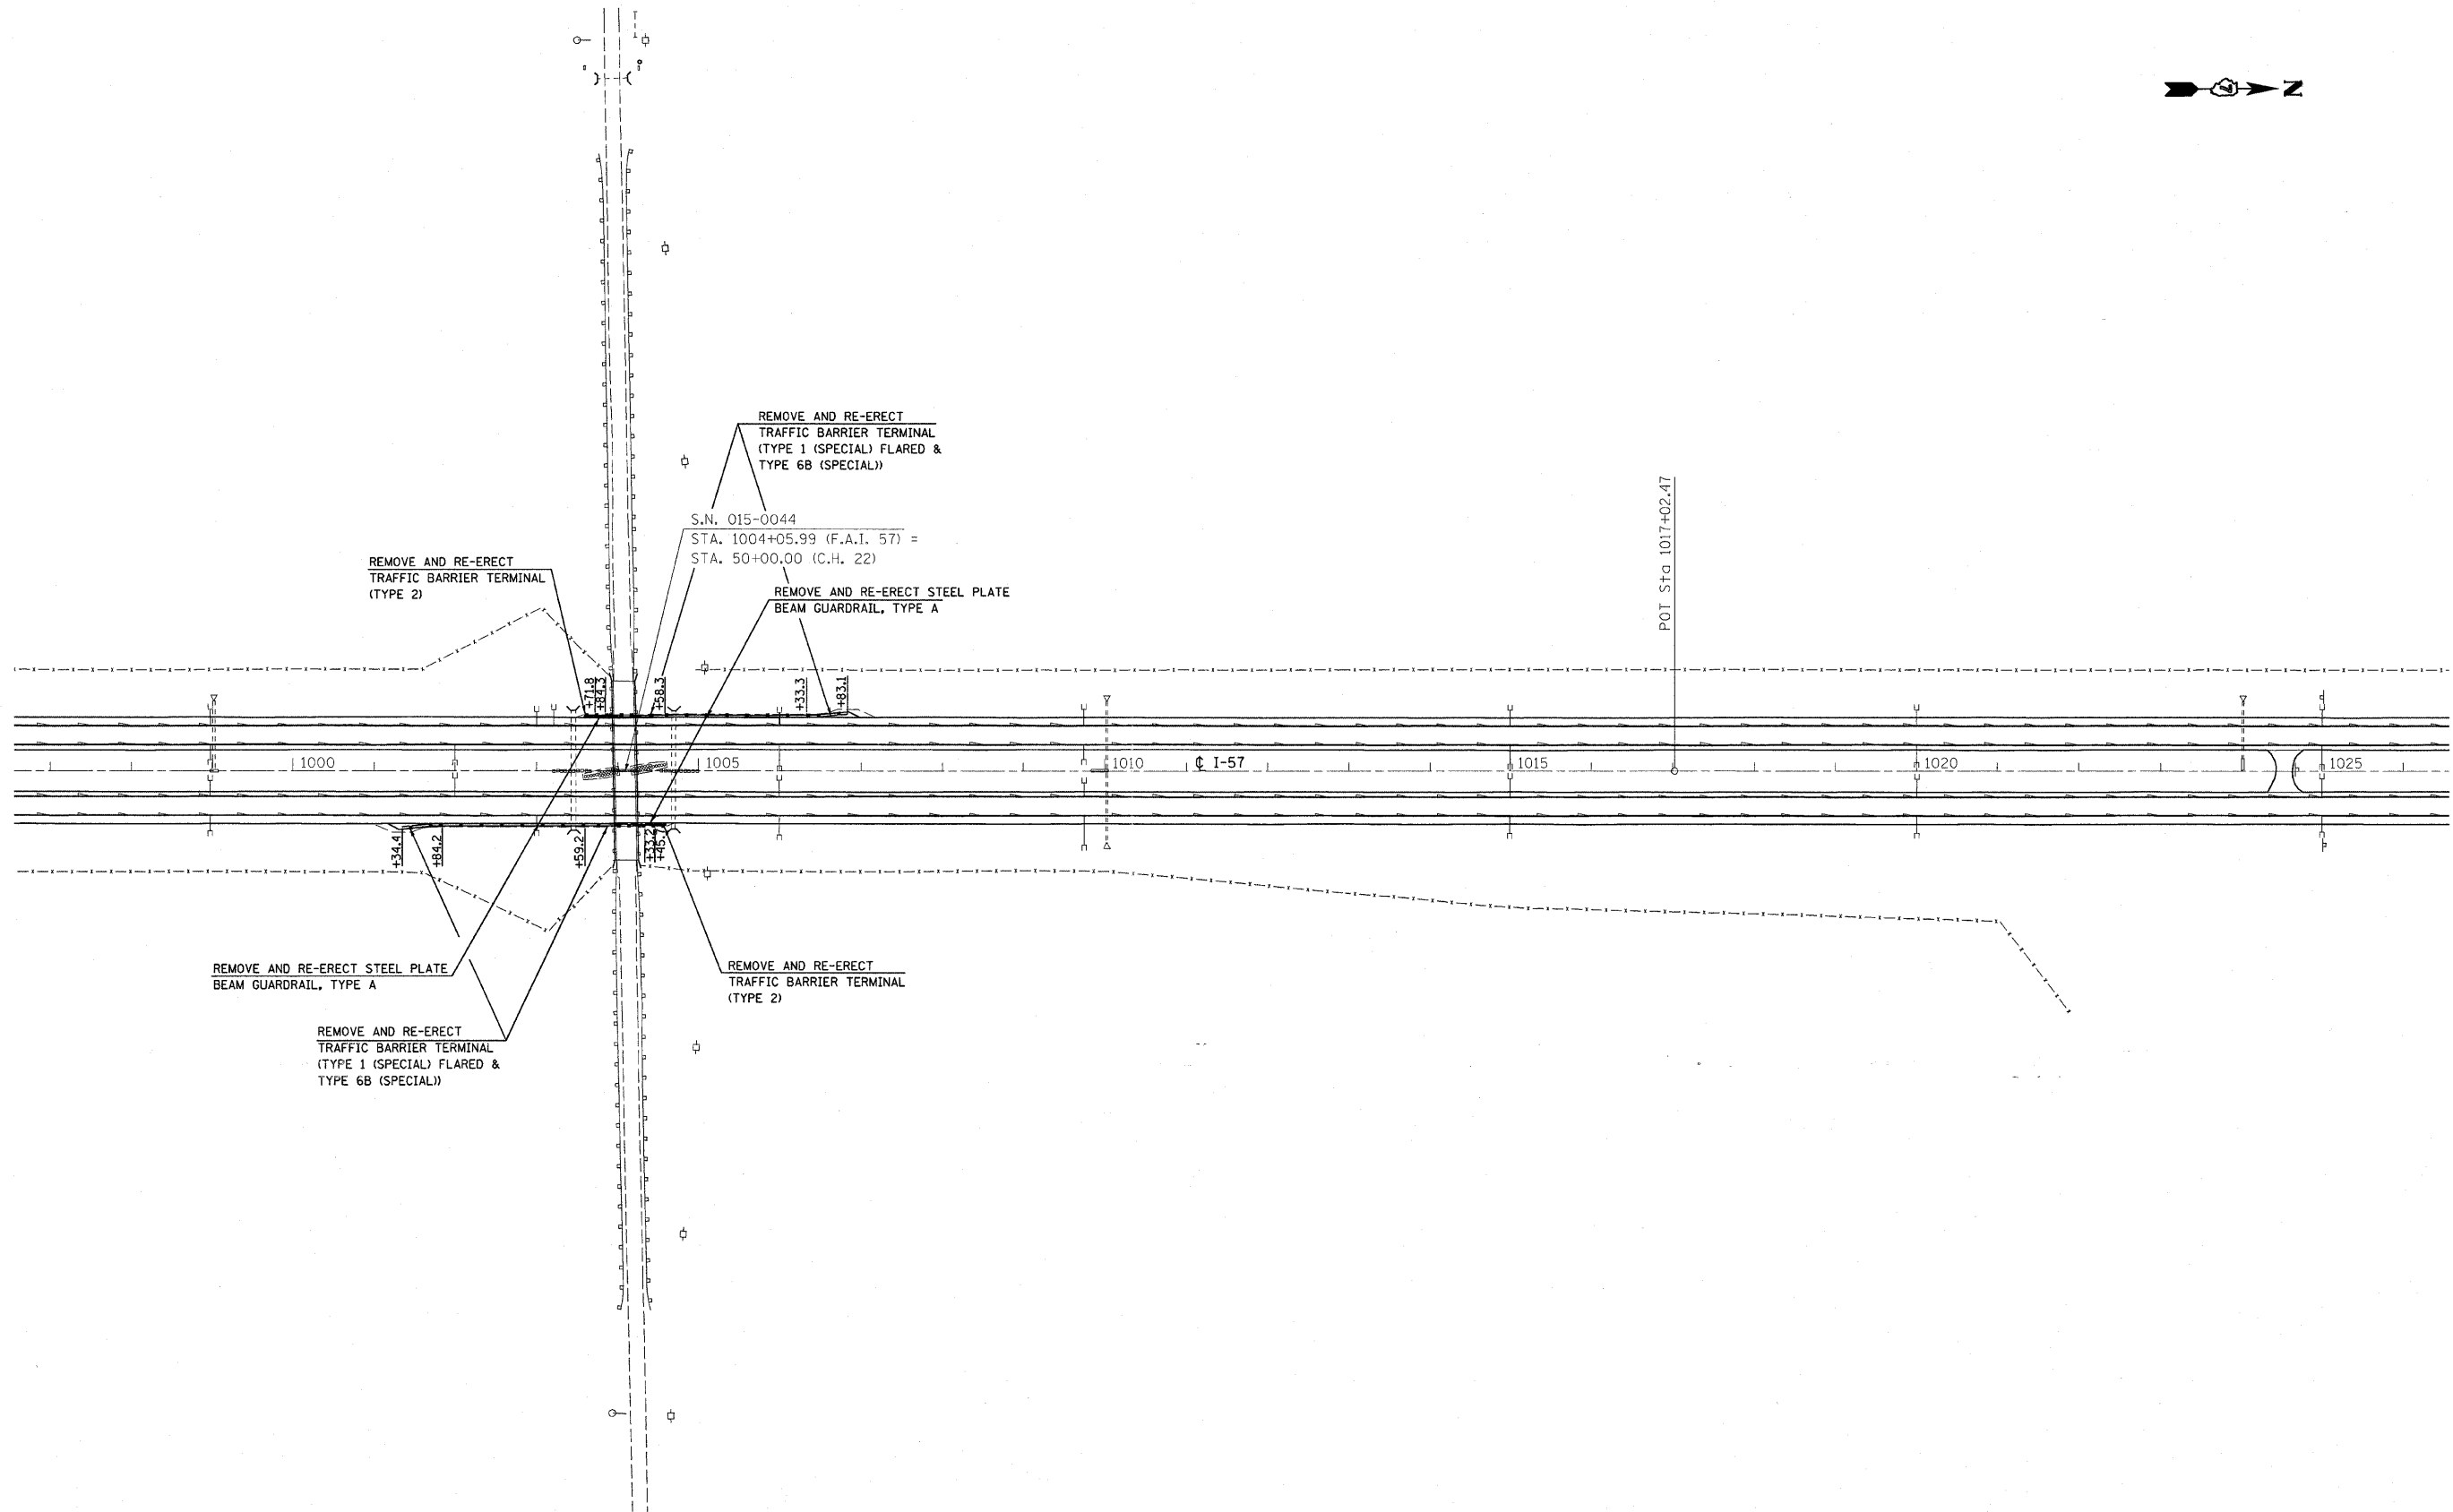 N
REMOVE AND RE-ERECT
TRAFFIC BARRIER TERMINAL
(TYPE 1 (SPECIAL) FLARED &
TYPE 6B (SPECIAL))
S.N. 015-0044
STA. 1004+05.99 (F.A.I. 57) =
STA. 50+00.00 (C.H. 22)
POT Sta 1017+02.47
REMOVE AND RE-ERECT
TRAFFIC BARRIER TERMINAL
(TYPE 2)
REMOVE AND RE-ERECT STEEL PLATE
BEAM GUARDRAIL, TYPE A
+71.8
+84.3
+58.3
+33.3
+83.1
1000
1005
1010
℄ I-57
1015
1020
1025
+34.4
+84.2
+59.2
+33.2
REMOVE AND RE-ERECT STEEL PLATE
BEAM GUARDRAIL, TYPE A
REMOVE AND RE-ERECT
TRAFFIC BARRIER TERMINAL
(TYPE 2)
REMOVE AND RE-ERECT
TRAFFIC BARRIER TERMINAL
(TYPE 1 (SPECIAL) FLARED &
TYPE 6B (SPECIAL))